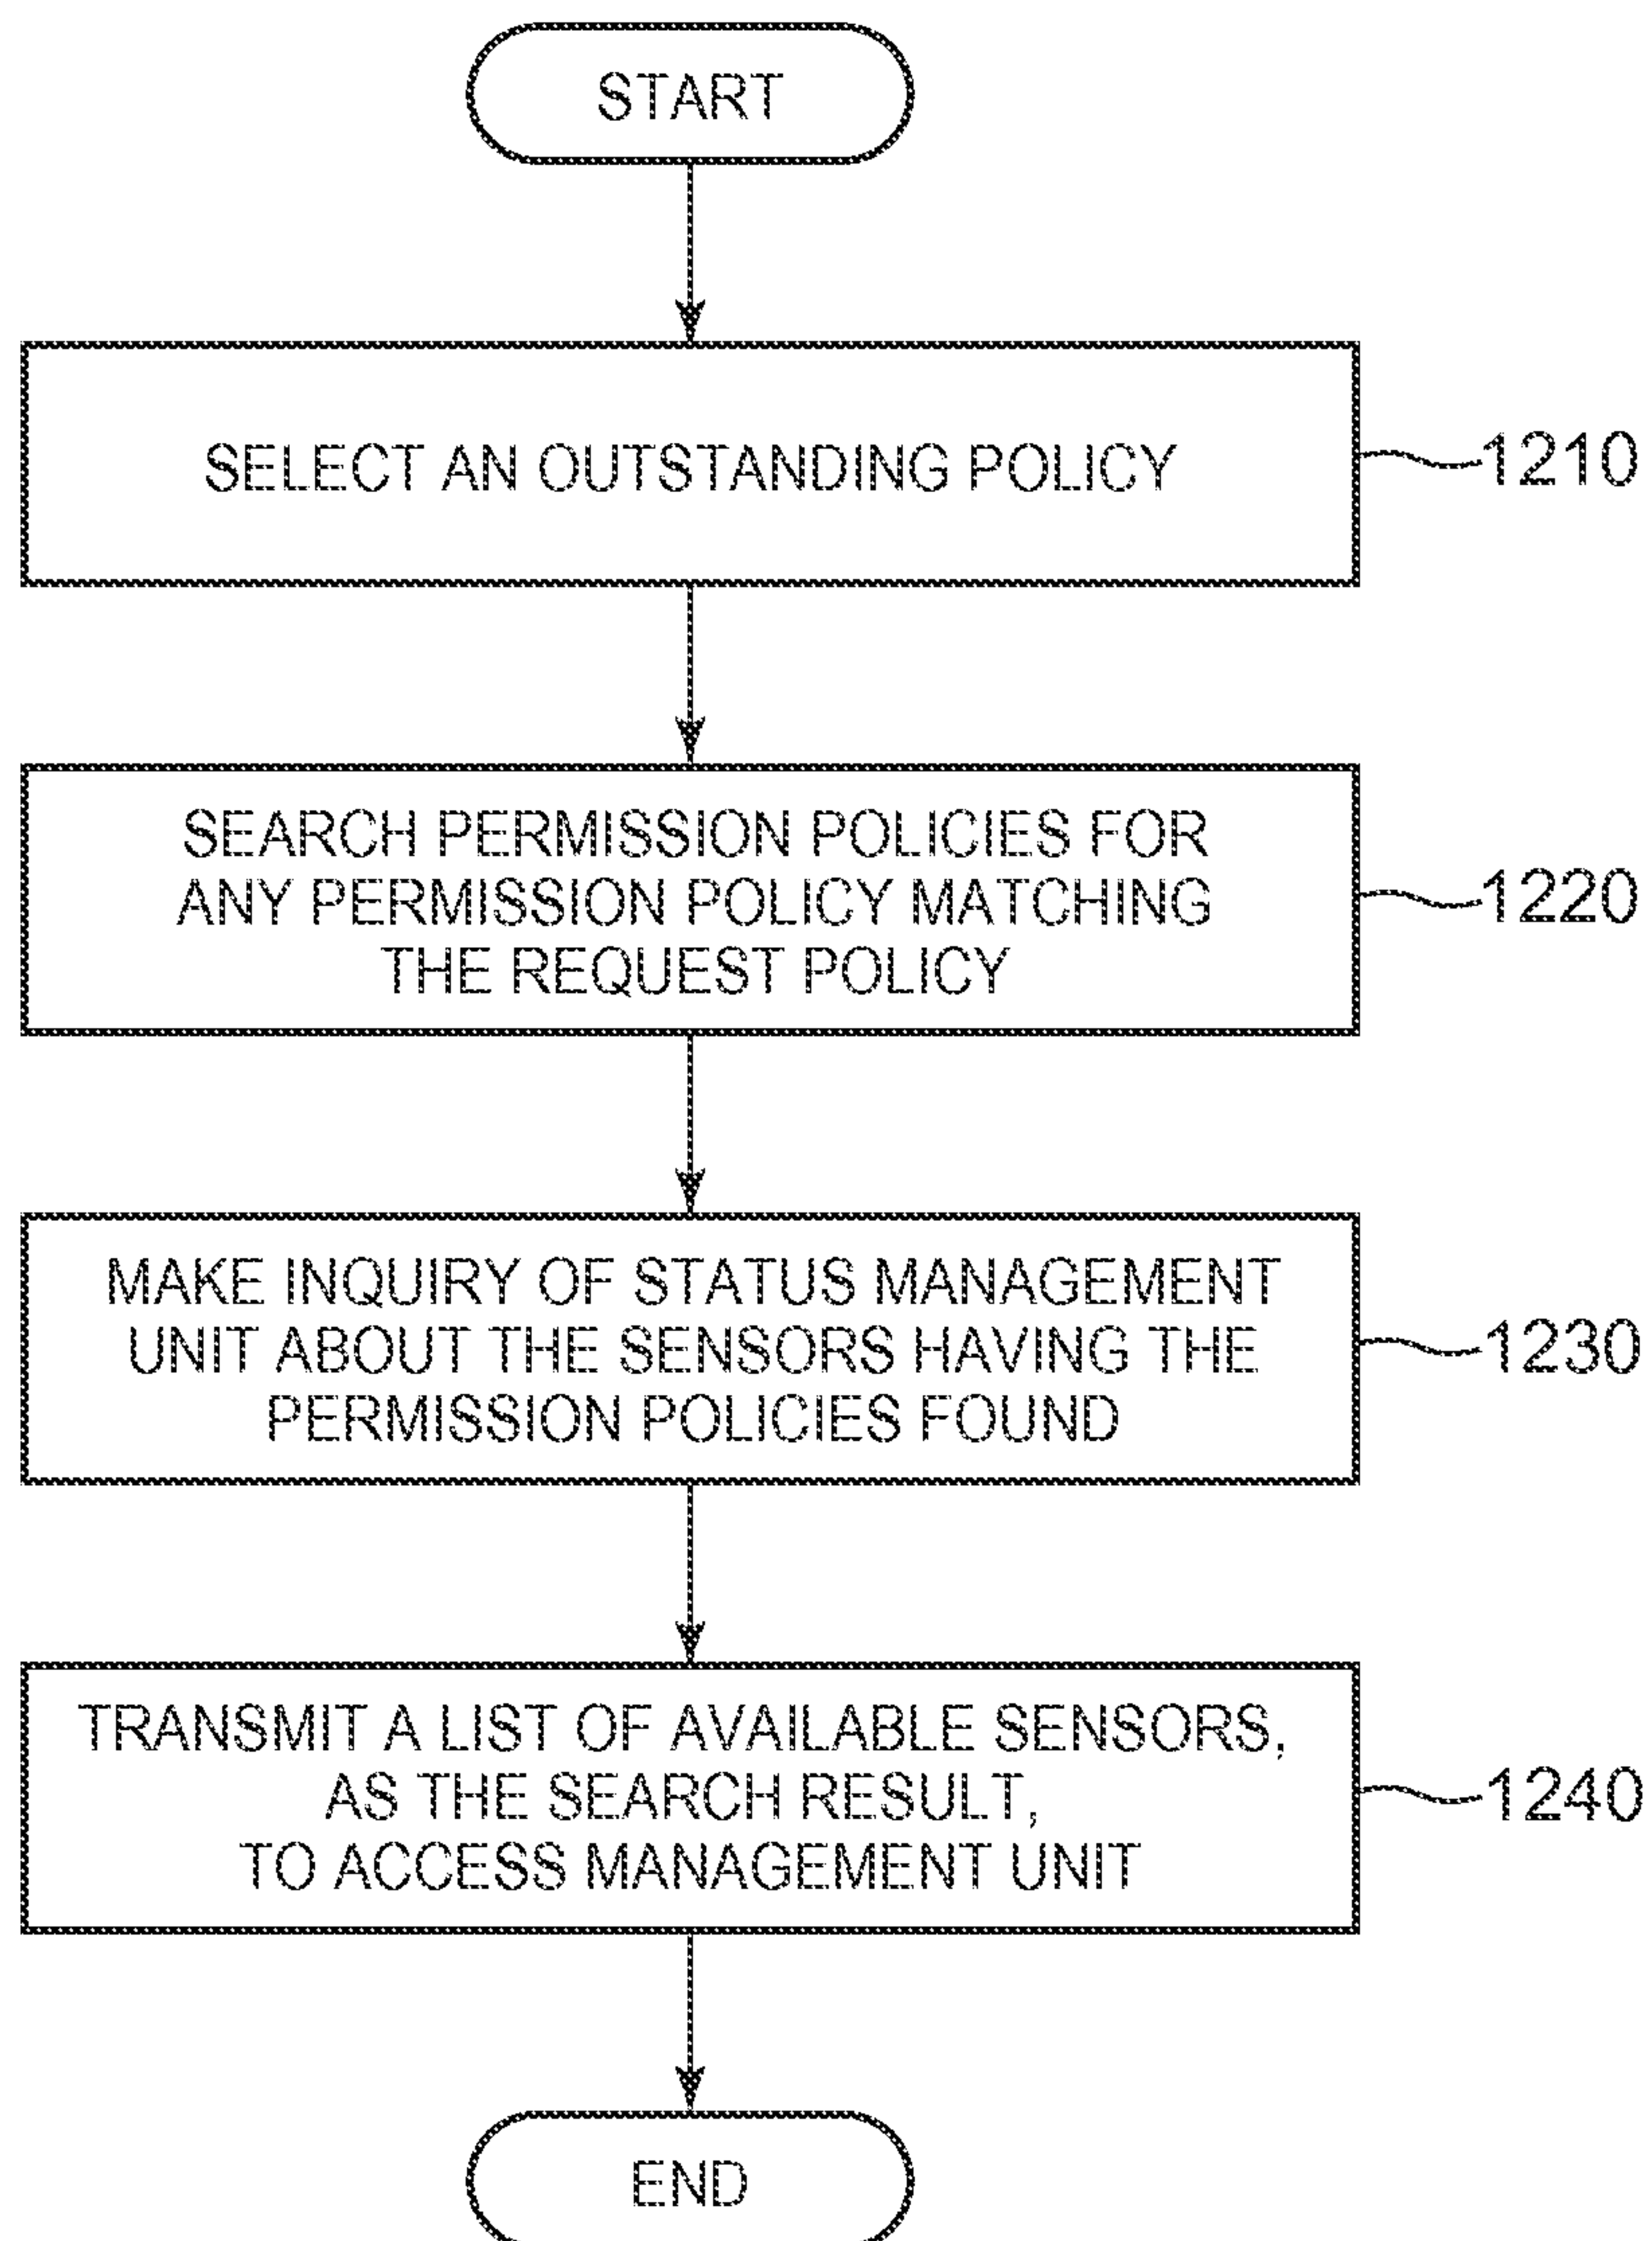 START
SELECT AN OUTSTANDING POLICY
1210
SEARCH PERMISSION POLICIES FOR
ANY PERMISSION POLICY MATCHING
THE REQUEST POLICY
1220
MAKE INQUIRY OF STATUS MANAGEMENT
UNIT ABOUT THE SENSORS HAVING THE
PERMISSION POLICIES FOUND
1230
TRANSMIT A LIST OF AVAILABLE SENSORS,
AS THE SEARCH RESULT,
TO ACCESS MANAGEMENT UNIT
1240
END